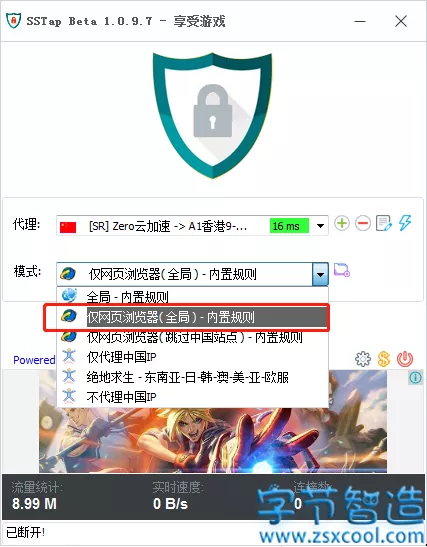 SSTap Beta 1.0.9.7 - 享受游戏
代理: [SR] Zero云加速 -> A1香港9-... 16 ms
模式: 仅网页浏览器(全局) - 内置规则
全局 - 内置规则
仅网页浏览器(全局) - 内置规则
仅网页浏览器(跳过中国站点) - 内置规则
Powered
仅代理中国IP
绝地求生 - 东南亚-日-韩-澳-美-亚-欧服
不代理中国IP
流量统计: 实时速度: 连接数:
8.99 M 0 B/s 0
字节智造
www.zsxcool.com
已断开!